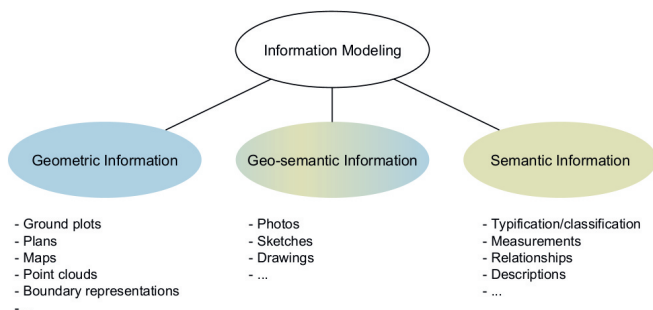 Information Modeling
Geometric Information
Geo-semantic Information
Semantic Information
- Ground plots
- Plans
- Maps
- Point clouds
- Boundary representations
- ...
- Photos
- Sketches
- Drawings
- ...
- Typification/classification
- Measurements
- Relationships
- Descriptions
- ...